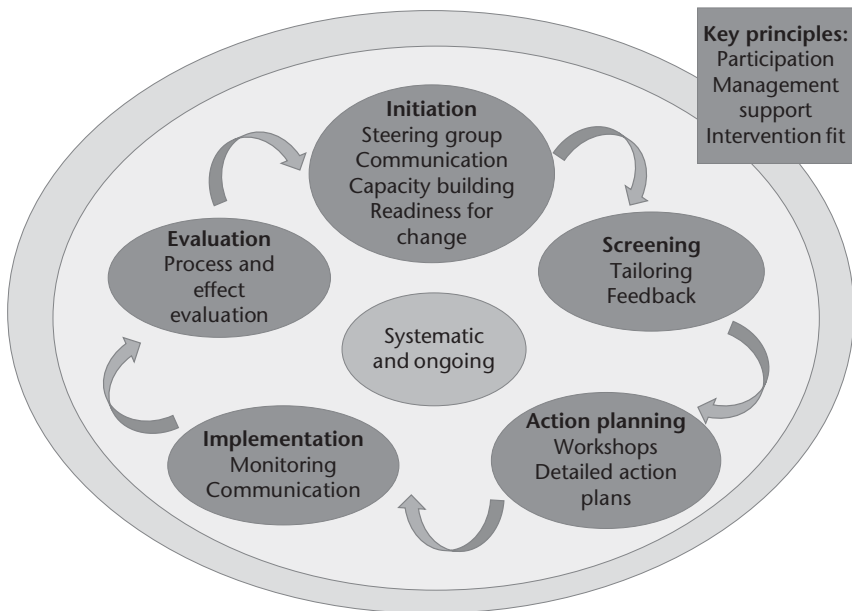 Key principles:
Participation
Management
support
Intervention fit
Initiation
Steering group
Communication
Capacity building
Readiness for
change
Screening
Tailoring
Feedback
Action planning
Workshops
Detailed action
plans
Implementation
Monitoring
Communication
Evaluation
Process and
effect
evaluation
Systematic
and ongoing